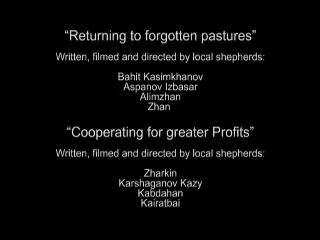 “Returning to forgotten pastures”
Written, filmed and directed by local shepherds:
Bahit Kasimkhanov
Aspanov Izbasar
Alimzhan
Zhan
“Cooperating for greater Profits”
Written, filmed and directed by local shepherds:
Zharkin
Karshaganov Kazy
Kabdahan
Kairatbai